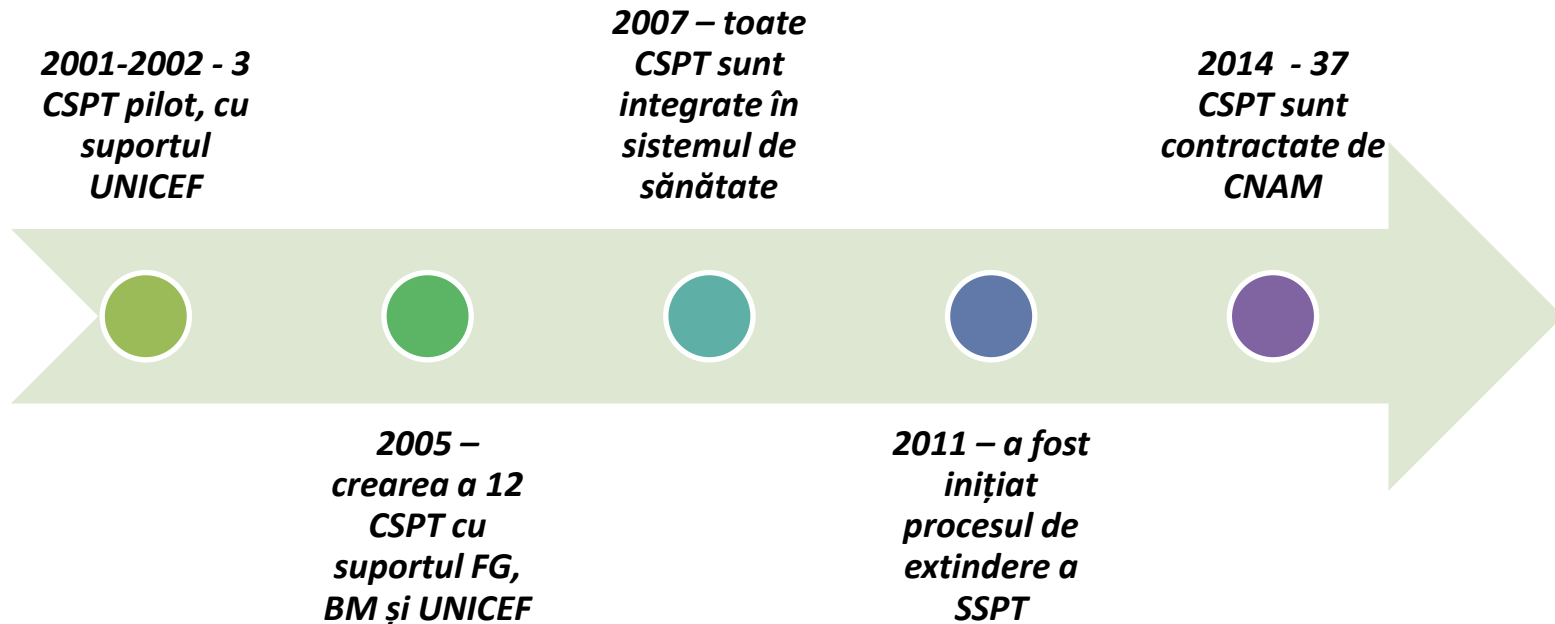 2001-2002 - 3
CSPT pilot, cu
suportul
UNICEF
2005 –
crearea a 12
CSPT cu
suportul FG,
BM și UNICEF
2007 – toate
CSPT sunt
integrate în
sistemul de
sănătate
2011 – a fost
inițiat
procesul de
extindere a
SSPT
2014 - 37
CSPT sunt
contractate de
CNAM